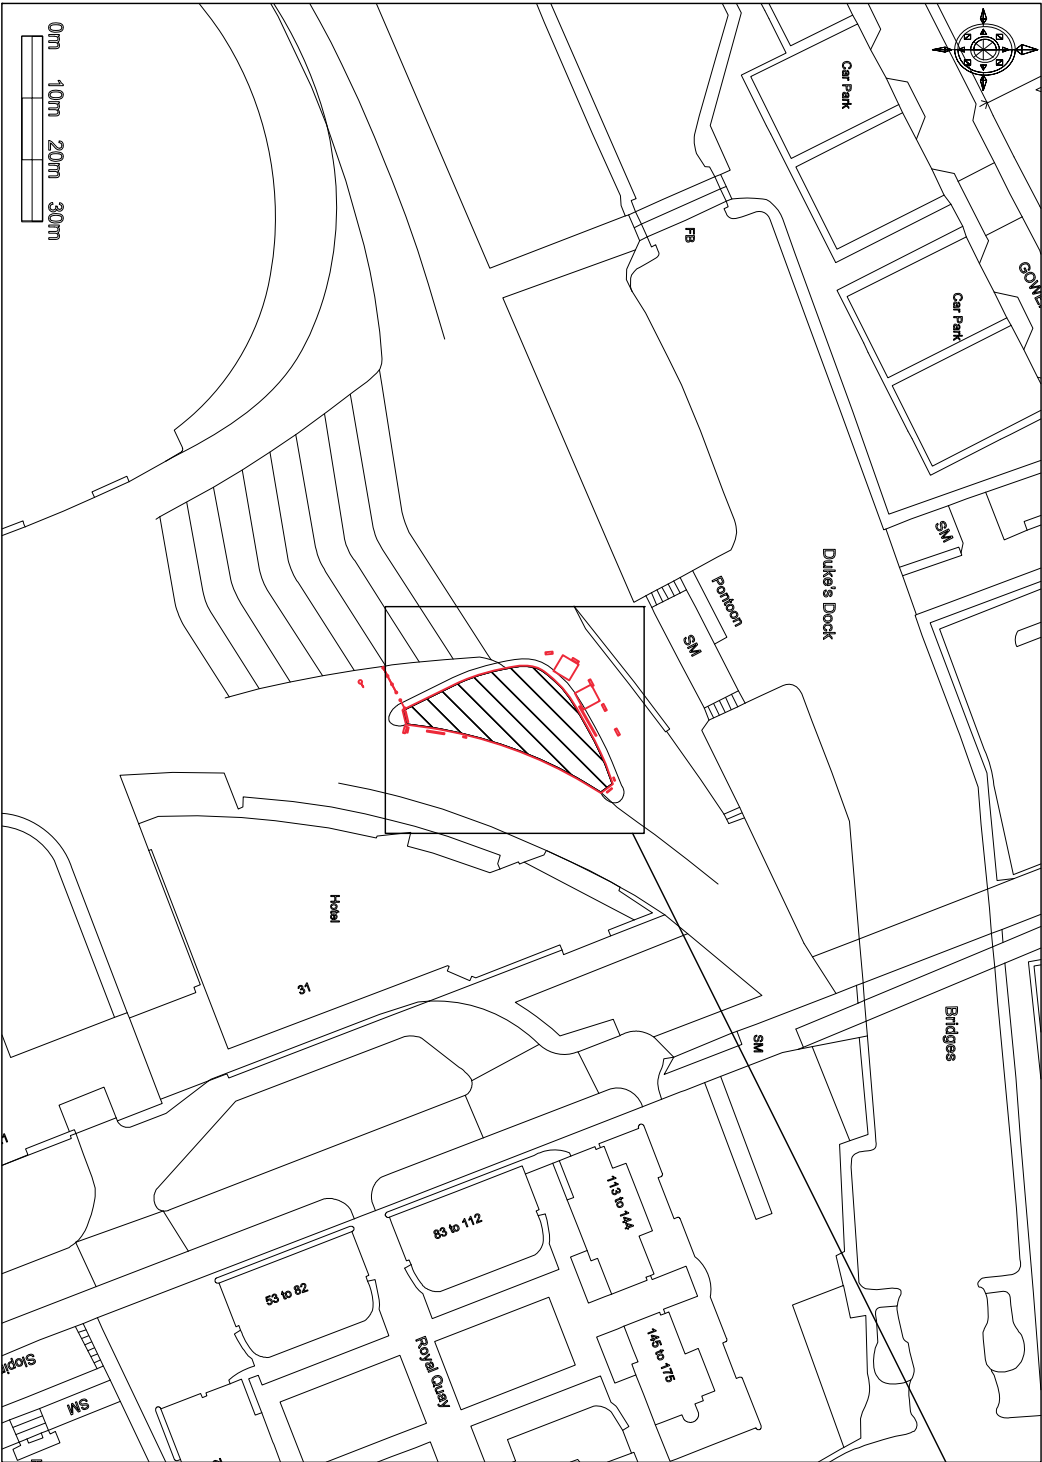 0m 10m 20m 30m
Car Park
Car Park
FB
SM
Duke's Dock
Pontoon
SM
Hotel
31
Bridges
SM
113 to 144
83 to 112
53 to 82
145 to 175
Royal Quay
SM